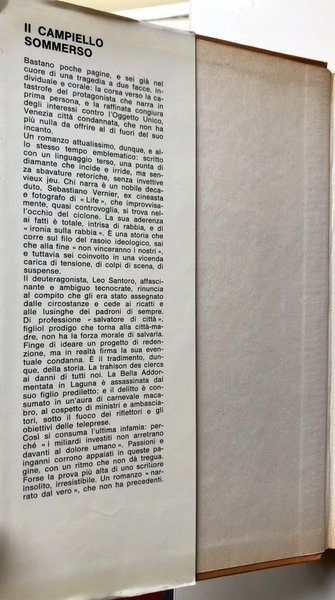 Il CAMPIELLO
SOMMERSO
Bastano poche pagine, e sei già nel
cuore di una tragedia a due facce, in-
dividuale e corale: la corsa verso la ca-
tastrofe del protagonista che narra in
prima persona, e la raffinata congiura
degli interessi contro l'Oggetto Unico,
Venezia città condannata, che non ha
più nulla da offrire al di fuori del suo
incanto.
Un romanzo attualissimo, dunque, e al-
lo stesso tempo emblematico: scritto
con un linguaggio terso, una punta di
diamante che incide e irride, ma sen-
za sbavature retoriche, senza invettive
vieux jeu. Chi narra è un nobile deca-
duto, Sebastiano Vernier, ex cineasta
e fotografo di « Life », che improvvisa-
mente, quasi controvoglia, si trova nel-
l'occhio del ciclone. La sua aderenza
ai fatti è totale, intrisa di rabbia, e di
« ironia sulla rabbia ». È una storia che
corre sul filo del rasoio ideologico, sai
che alla fine « non vinceranno i nostri »,
e tuttavia sei coinvolto in una vicenda
carica di tensione, di colpi di scena, di
suspense.
Il deuteragonista, Leo Santoro, affasci-
nante e ambiguo tecnocrate, rinuncia
al compito che gli era stato assegnato
dalle circostanze e cede ai ricatti e
alle lusinghe dei padroni di sempre.
Di professione « salvatore di città »,
figliol prodigo che torna alla città-ma-
dre, non ha la forza morale di salvarla.
Finge di ideare un progetto di reden-
zione, ma in realtà firma la sua even-
tuale condanna. È il tradimento, dun-
que, della storia. La trahison des clercs
ai danni di tutti noi. La Bella Addor-
mentata in Laguna è assassinata dal
suo figlio prediletto; e il delitto è con-
sumato in un'aura di carnevale maca-
bro, al cospetto di ministri e ambascia-
tori, sotto il fuoco dei riflettori e gli
obiettivi delle teleprese.
Così si consuma l'ultima infamia: per-
ché « i miliardi investiti non arretrano
davanti al dolore umano ». Passioni e
inganni corrono appaiati in queste pa-
gine, con un ritmo che non dà tregua.
Forse la prova più alta di uno scrittore
insolito, irresistibile. Un romanzo « nar-
rato dal vero », che non ha precedenti.